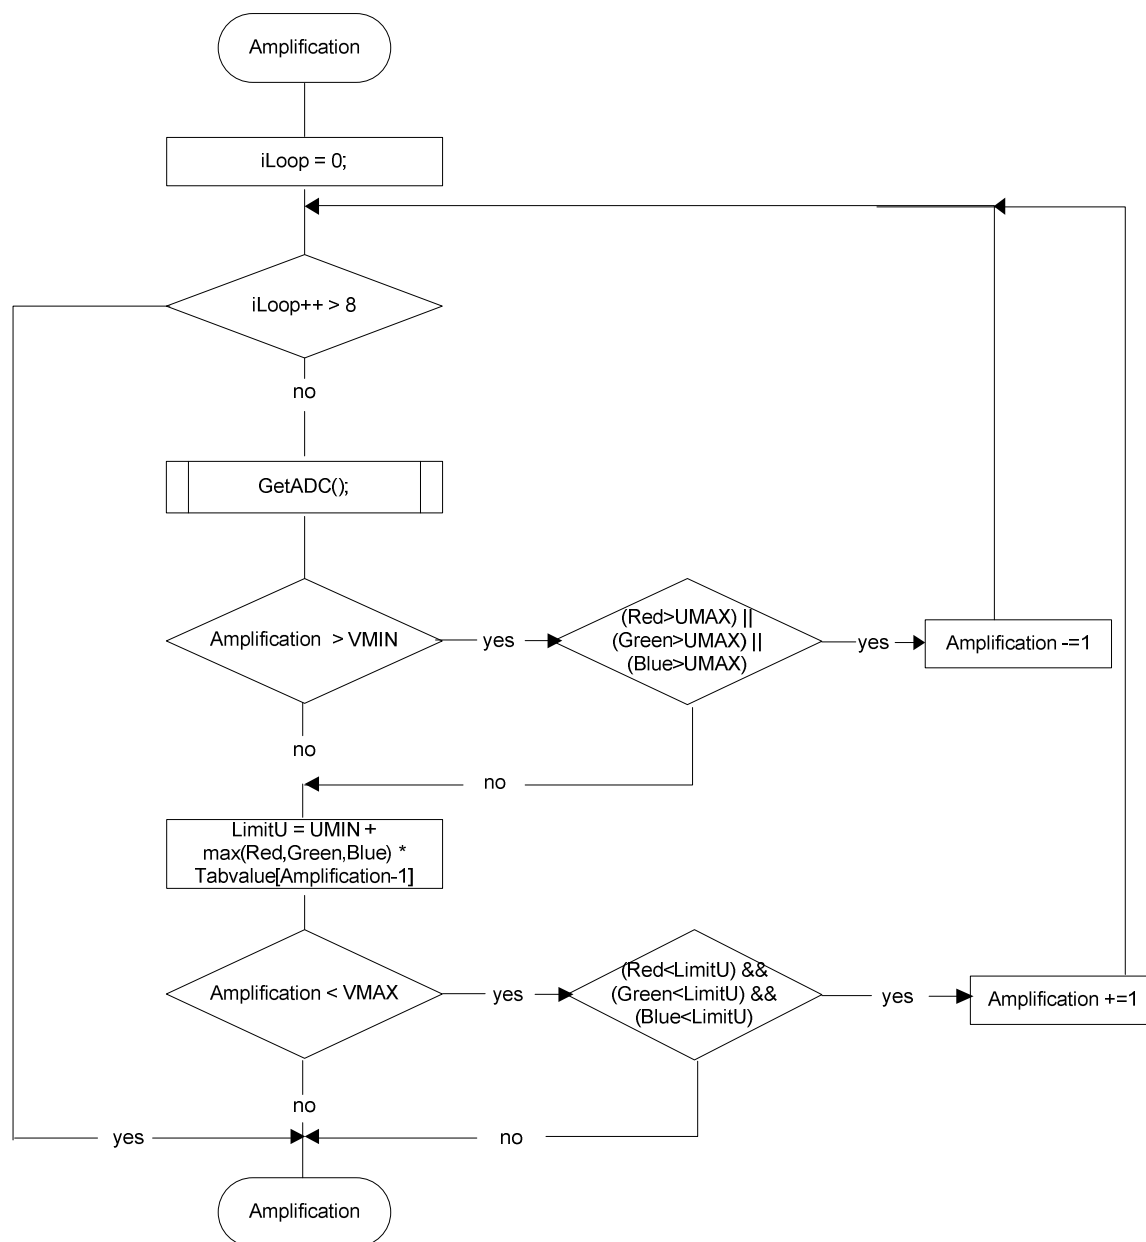 Amplification
iLoop = 0;
iLoop++ > 8
no
GetADC();
Amplification > VMIN
yes
(Red>UMAX) ||
(Green>UMAX) ||
(Blue>UMAX)
yes
Amplification -=1
no
no
LimitU = UMIN +
max(Red,Green,Blue) *
Tabvalue[Amplification-1]
Amplification < VMAX
yes
(Red<LimitU) &&
(Green<LimitU) &&
(Blue<LimitU)
yes
Amplification +=1
no
yes
no
Amplification